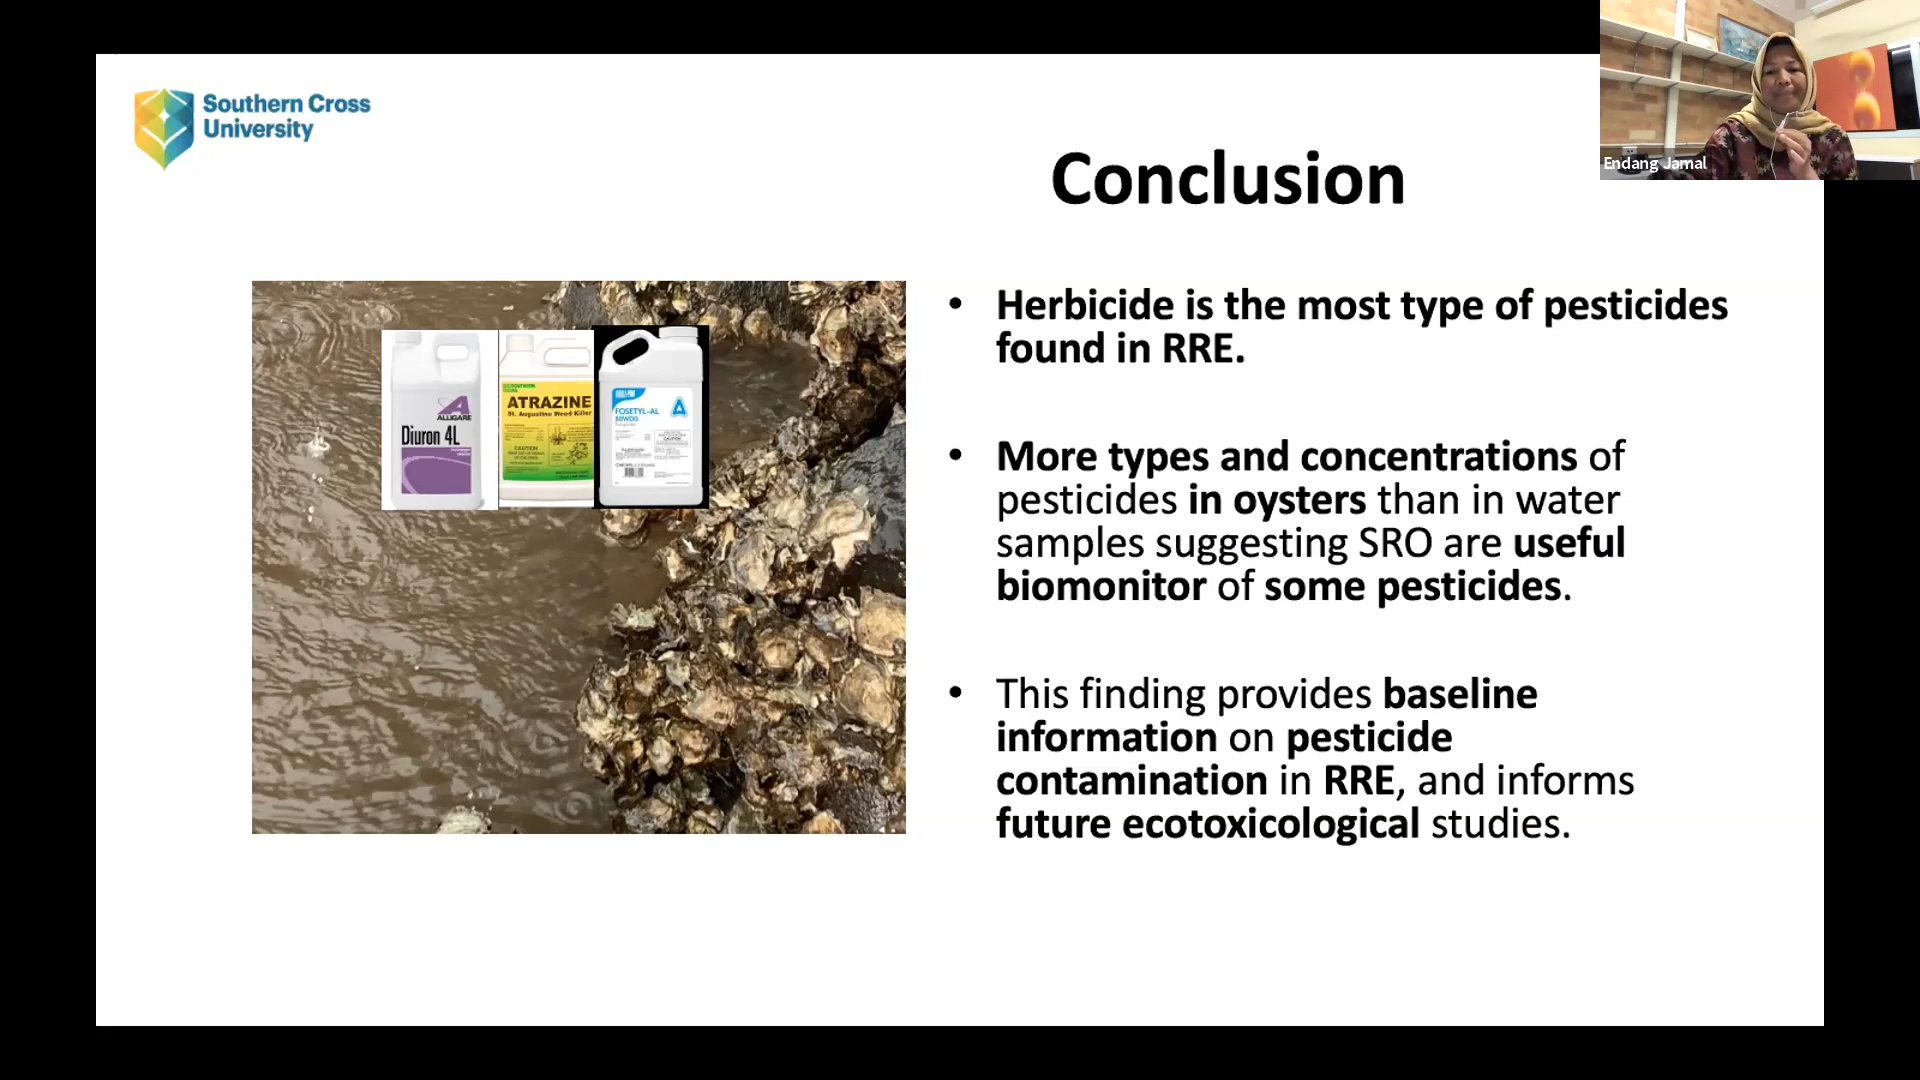 Southern Cross
University
Endang Jamal
Conclusion
• Herbicide is the most type of pesticides
found in RRE.
• More types and concentrations of
pesticides in oysters than in water
samples suggesting SRO are useful
biomonitor of some pesticides.
• This finding provides baseline
information on pesticide
contamination in RRE, and informs
future ecotoxicological studies.
ALLIGARE
Diuron 4L
ATRAZINE
St. Augustine Weed Killer
CAUTION
FOSETYL-AL
80WDG